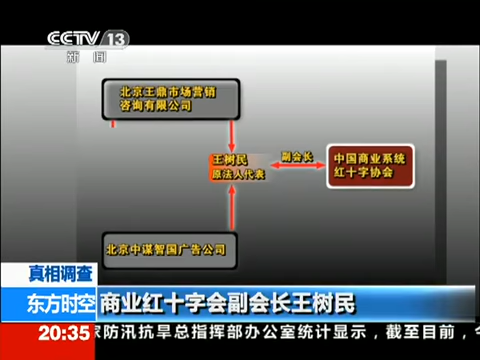 CCTV 13
新闻
北京王鼎市场营销
咨询有限公司
王树民
原法人代表
副会长
中国商业系统
红十字协会
北京中谋智国广告公司
真相调查
东方时空
商业红十字会副会长王树民
20:35
家防汛抗旱总指挥部办公室统计显示，截至目前，今